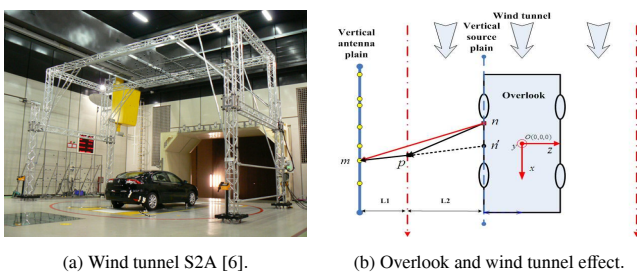 Vertical
antenna
plain
Vertical
source
plain
Wind tunnel
Overlook
n
O(0,0,0)
n'
y
z
m
p
x
L1
L2
(a) Wind tunnel S2A [6].
(b) Overlook and wind tunnel effect.